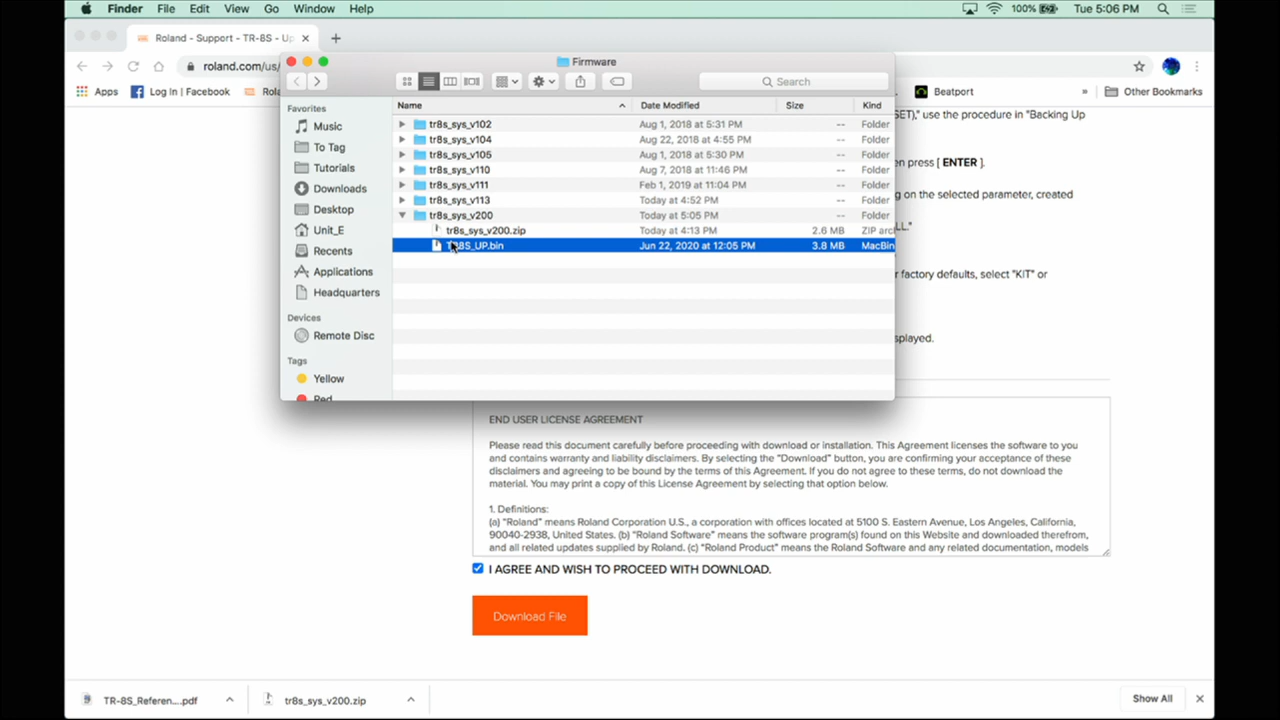 Finder File Edit View Go Window Help 100% Tue 5:06 PM
Roland - Support - TR-8S - Up
roland.com/us/
Apps Log In | Facebook Beatport » Other Bookmarks
Firmware
Search
Favorites
Music
To Tag
Tutorials
Downloads
Desktop
Unit_E
Recents
Applications
Headquarters
Devices
Remote Disc
Tags
Yellow
Red
Name Date Modified Size Kind
tr8s_sys_v102 Aug 1, 2018 at 5:31 PM -- Folder
tr8s_sys_v104 Aug 22, 2018 at 4:55 PM -- Folder
tr8s_sys_v105 Aug 1, 2018 at 5:30 PM -- Folder
tr8s_sys_v110 Aug 7, 2018 at 11:46 PM -- Folder
tr8s_sys_v111 Feb 1, 2019 at 11:04 PM -- Folder
tr8s_sys_v113 Today at 4:52 PM -- Folder
tr8s_sys_v200 Today at 5:05 PM -- Folder
tr8s_sys_v200.zip Today at 4:13 PM 2.6 MB ZIP arc
TR8S_UP.bin Jun 22, 2020 at 12:05 PM 3.8 MB MacBin
SET)," use the procedure in "Backing Up
en press [ ENTER ].
g on the selected parameter, created
LL."
r factory defaults, select "KIT" or
splayed.
END USER LICENSE AGREEMENT
Please read this document carefully before proceeding with download or installation. This Agreement licenses the software to you
and contains warranty and liability disclaimers. By selecting the "Download" button, you are confirming your acceptance of these
disclaimers and agreeing to be bound by the terms of this Agreement. If you do not agree to these terms, do not download the
material. You may print a copy of this License Agreement by selecting that option below.
1. Definitions:
(a) "Roland" means Roland Corporation U.S., a corporation with offices located at 5100 S. Eastern Avenue, Los Angeles, California,
90040-2938, United States. (b) "Roland Software" means the software program(s) found on this Website and downloaded therefrom,
and all related updates supplied by Roland. (c) "Roland Product" means the Roland Software and any related documentation, models
I AGREE AND WISH TO PROCEED WITH DOWNLOAD.
Download File
TR-8S_Referen....pdf tr8s_sys_v200.zip Show All